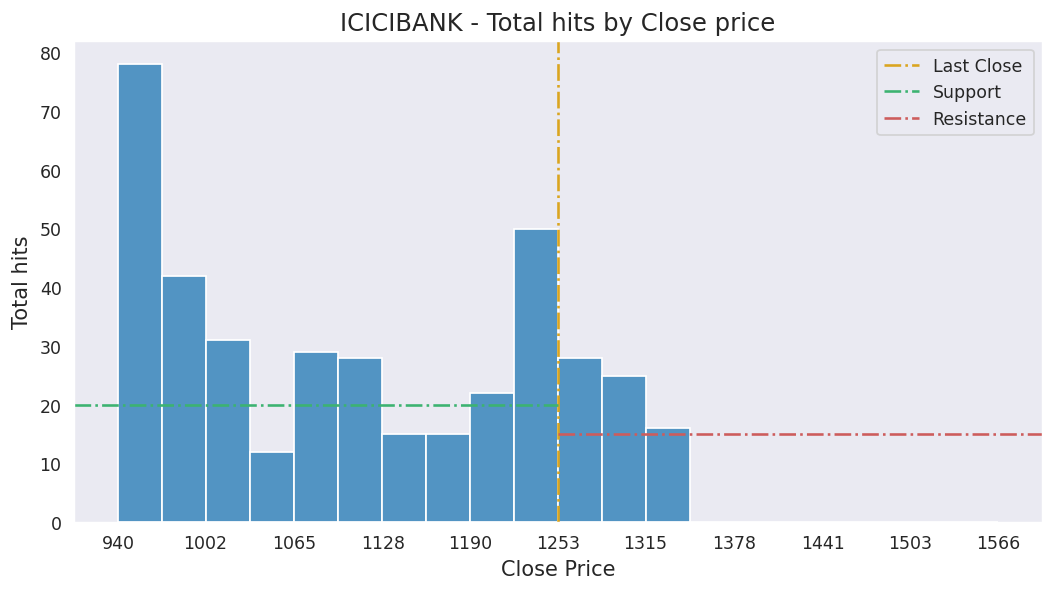 ICICIBANK - Total hits by Close price
Last Close
Support
Resistance
Total hits
80
70
60
50
40
30
20
10
0
940 1002 1065 1128 1190 1253 1315 1378 1441 1503 1566
Close Price